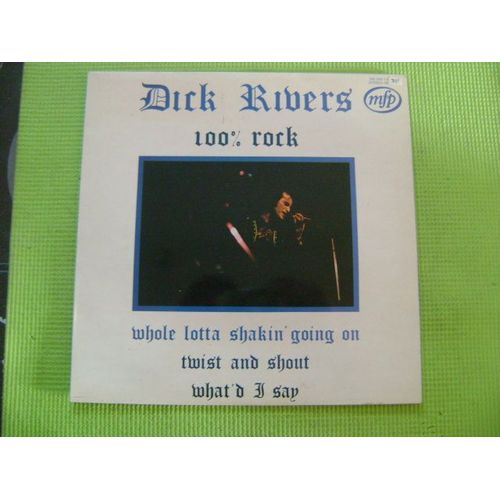 Dick Rivers
mfp
100% rock
whole lotta shakin' going on
twist and shout
what'd I say